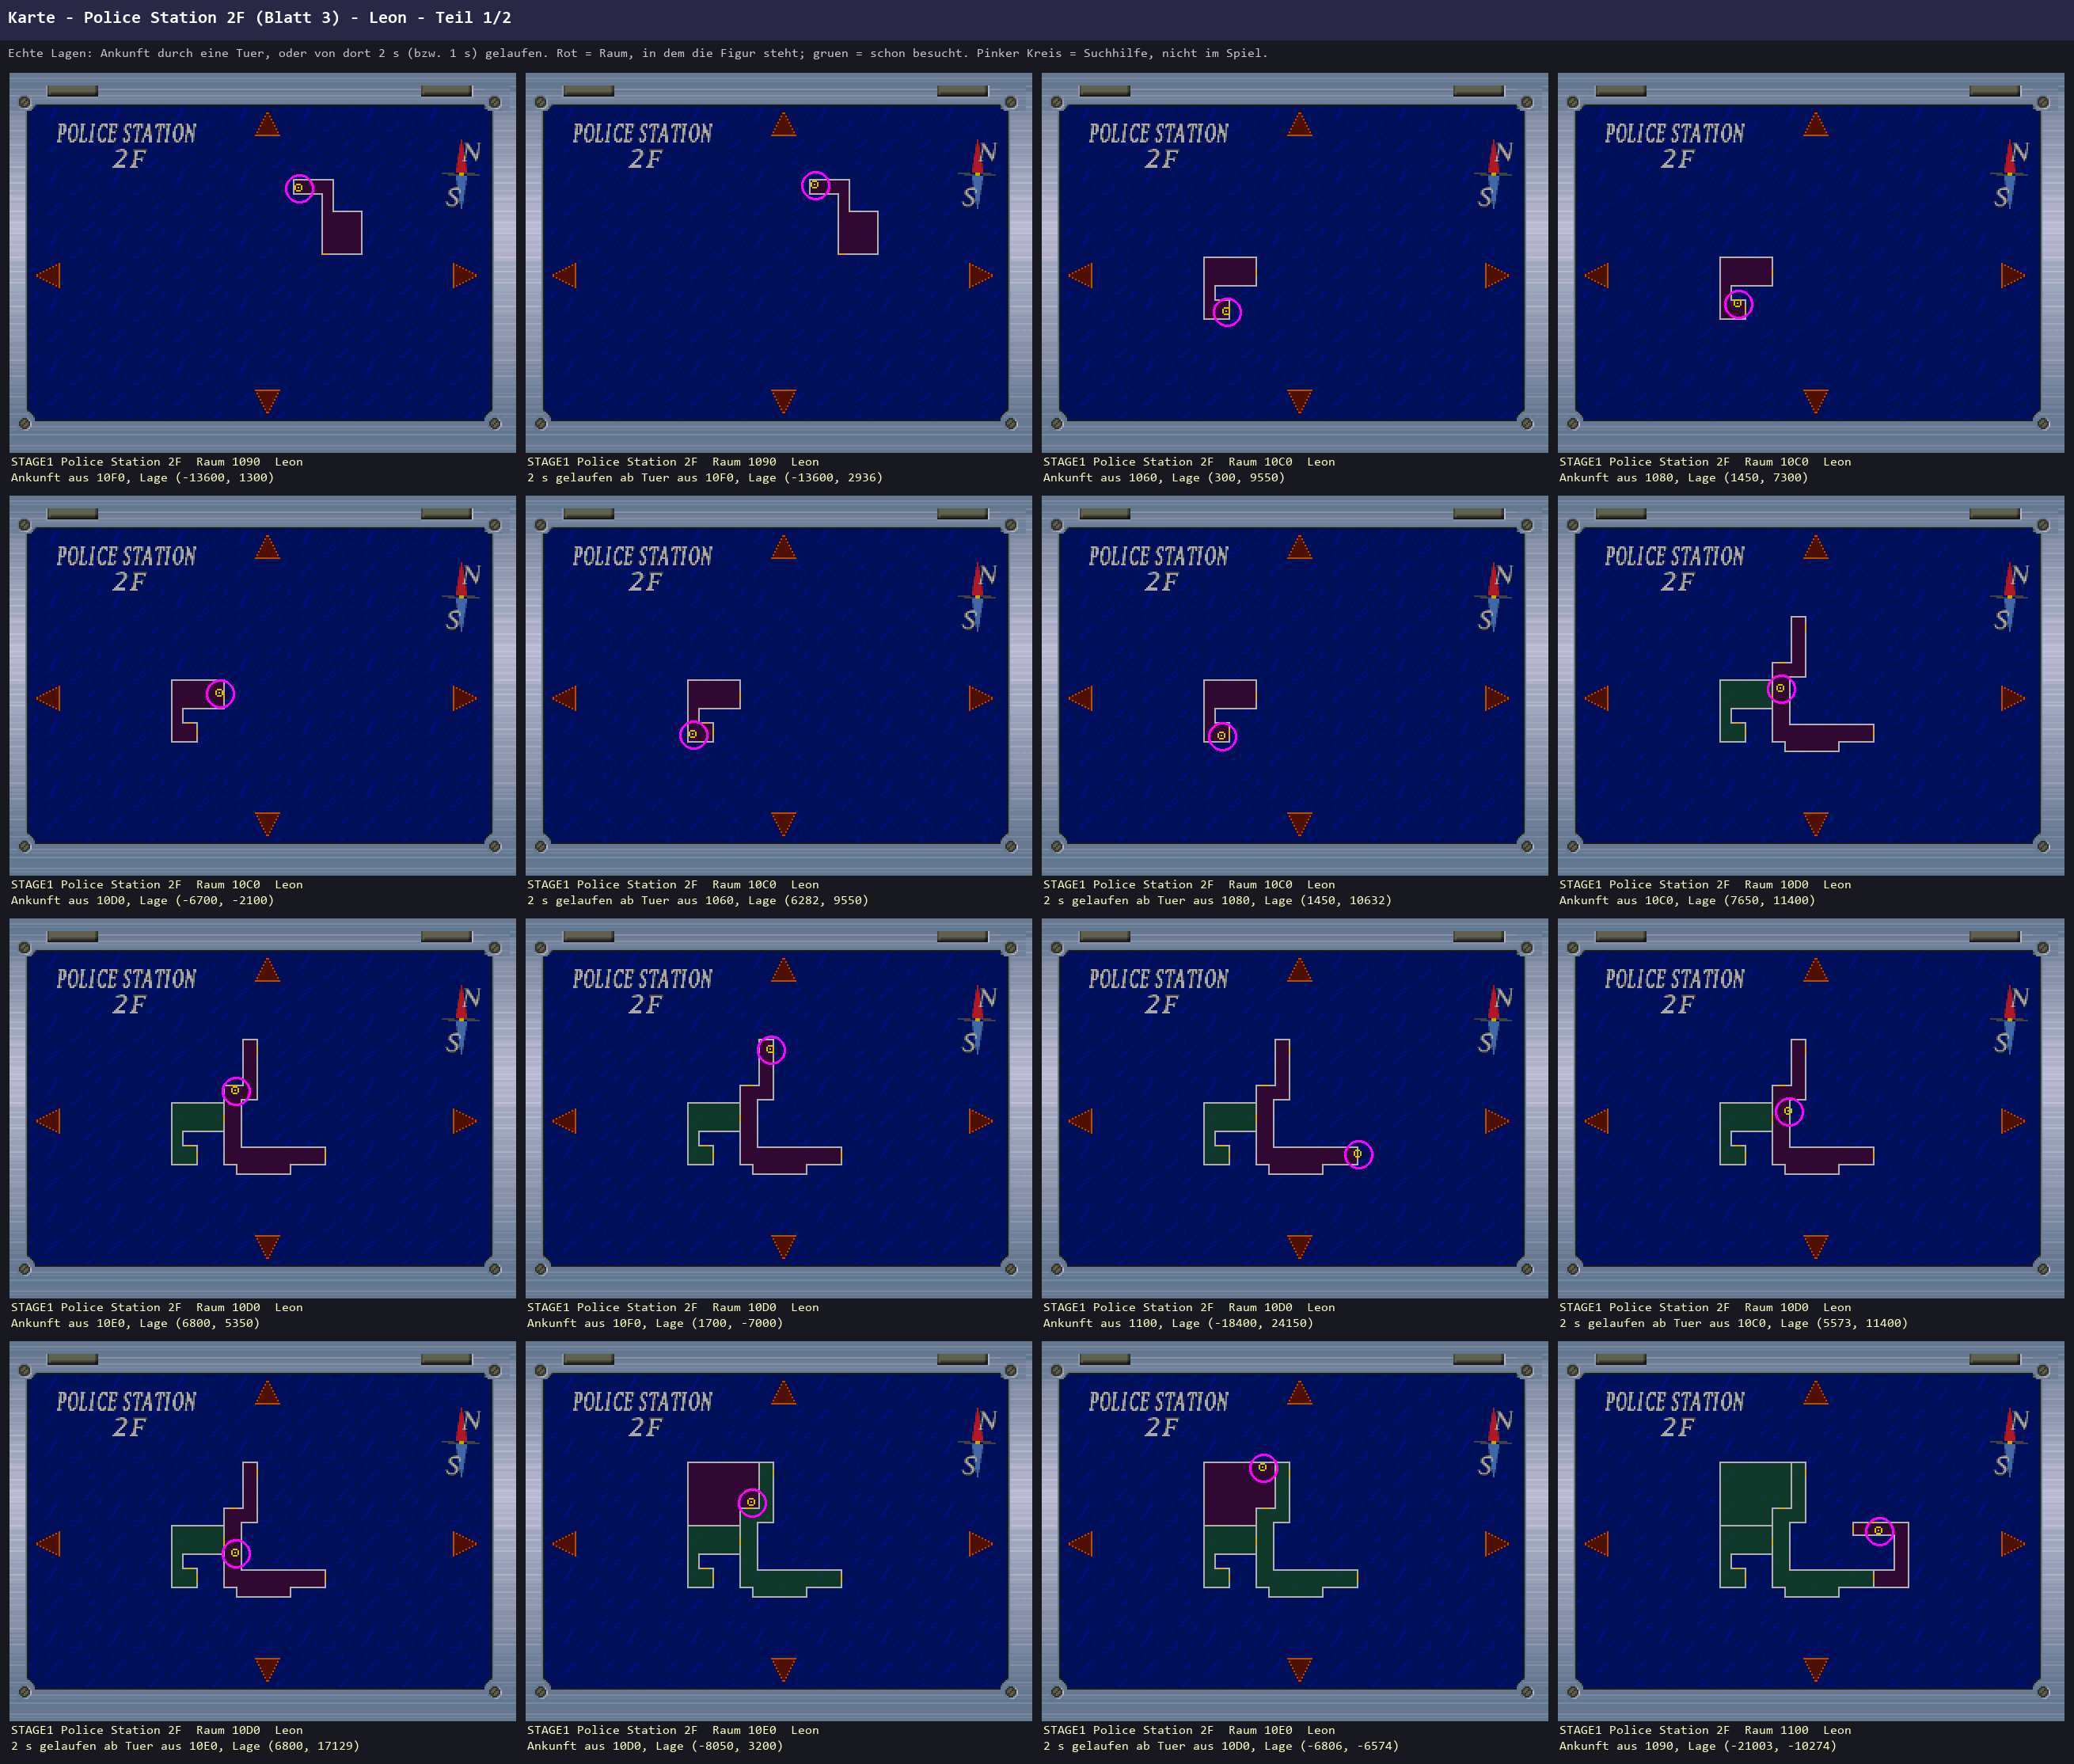 Karte - Police Station 2F (Blatt 3) - Leon - Teil 1/2
Echte Lagen: Ankunft durch eine Tuer, oder von dort 2 s (bzw. 1 s) gelaufen. Rot = Raum, in dem die Figur steht; gruen = schon besucht. Pinker Kreis = Suchhilfe, nicht im Spiel.
POLICE STATION
2F
N
S
STAGE1 Police Station 2F  Raum 1090  Leon
Ankunft aus 10F0, Lage (-13600, 1300)
POLICE STATION
2F
N
S
STAGE1 Police Station 2F  Raum 1090  Leon
2 s gelaufen ab Tuer aus 10F0, Lage (-13600, 2936)
POLICE STATION
2F
N
S
STAGE1 Police Station 2F  Raum 10C0  Leon
Ankunft aus 1060, Lage (300, 9550)
POLICE STATION
2F
N
S
STAGE1 Police Station 2F  Raum 10C0  Leon
Ankunft aus 1080, Lage (1450, 7300)
POLICE STATION
2F
N
S
STAGE1 Police Station 2F  Raum 10C0  Leon
Ankunft aus 10D0, Lage (-6700, -2100)
POLICE STATION
2F
N
S
STAGE1 Police Station 2F  Raum 10C0  Leon
2 s gelaufen ab Tuer aus 1060, Lage (6282, 9550)
POLICE STATION
2F
N
S
STAGE1 Police Station 2F  Raum 10C0  Leon
2 s gelaufen ab Tuer aus 1080, Lage (1450, 10632)
POLICE STATION
2F
N
S
STAGE1 Police Station 2F  Raum 10D0  Leon
Ankunft aus 10C0, Lage (7650, 11400)
POLICE STATION
2F
N
S
STAGE1 Police Station 2F  Raum 10D0  Leon
Ankunft aus 10E0, Lage (6800, 5350)
POLICE STATION
2F
N
S
STAGE1 Police Station 2F  Raum 10D0  Leon
Ankunft aus 10F0, Lage (1700, -7000)
POLICE STATION
2F
N
S
STAGE1 Police Station 2F  Raum 10D0  Leon
Ankunft aus 1100, Lage (-18400, 24150)
POLICE STATION
2F
N
S
STAGE1 Police Station 2F  Raum 10D0  Leon
2 s gelaufen ab Tuer aus 10C0, Lage (5573, 11400)
POLICE STATION
2F
N
S
STAGE1 Police Station 2F  Raum 10D0  Leon
2 s gelaufen ab Tuer aus 10E0, Lage (6800, 17129)
POLICE STATION
2F
N
S
STAGE1 Police Station 2F  Raum 10E0  Leon
Ankunft aus 10D0, Lage (-8050, 3200)
POLICE STATION
2F
N
S
STAGE1 Police Station 2F  Raum 10E0  Leon
2 s gelaufen ab Tuer aus 10D0, Lage (-6806, -6574)
POLICE STATION
2F
N
S
STAGE1 Police Station 2F  Raum 1100  Leon
Ankunft aus 1090, Lage (-21003, -10274)